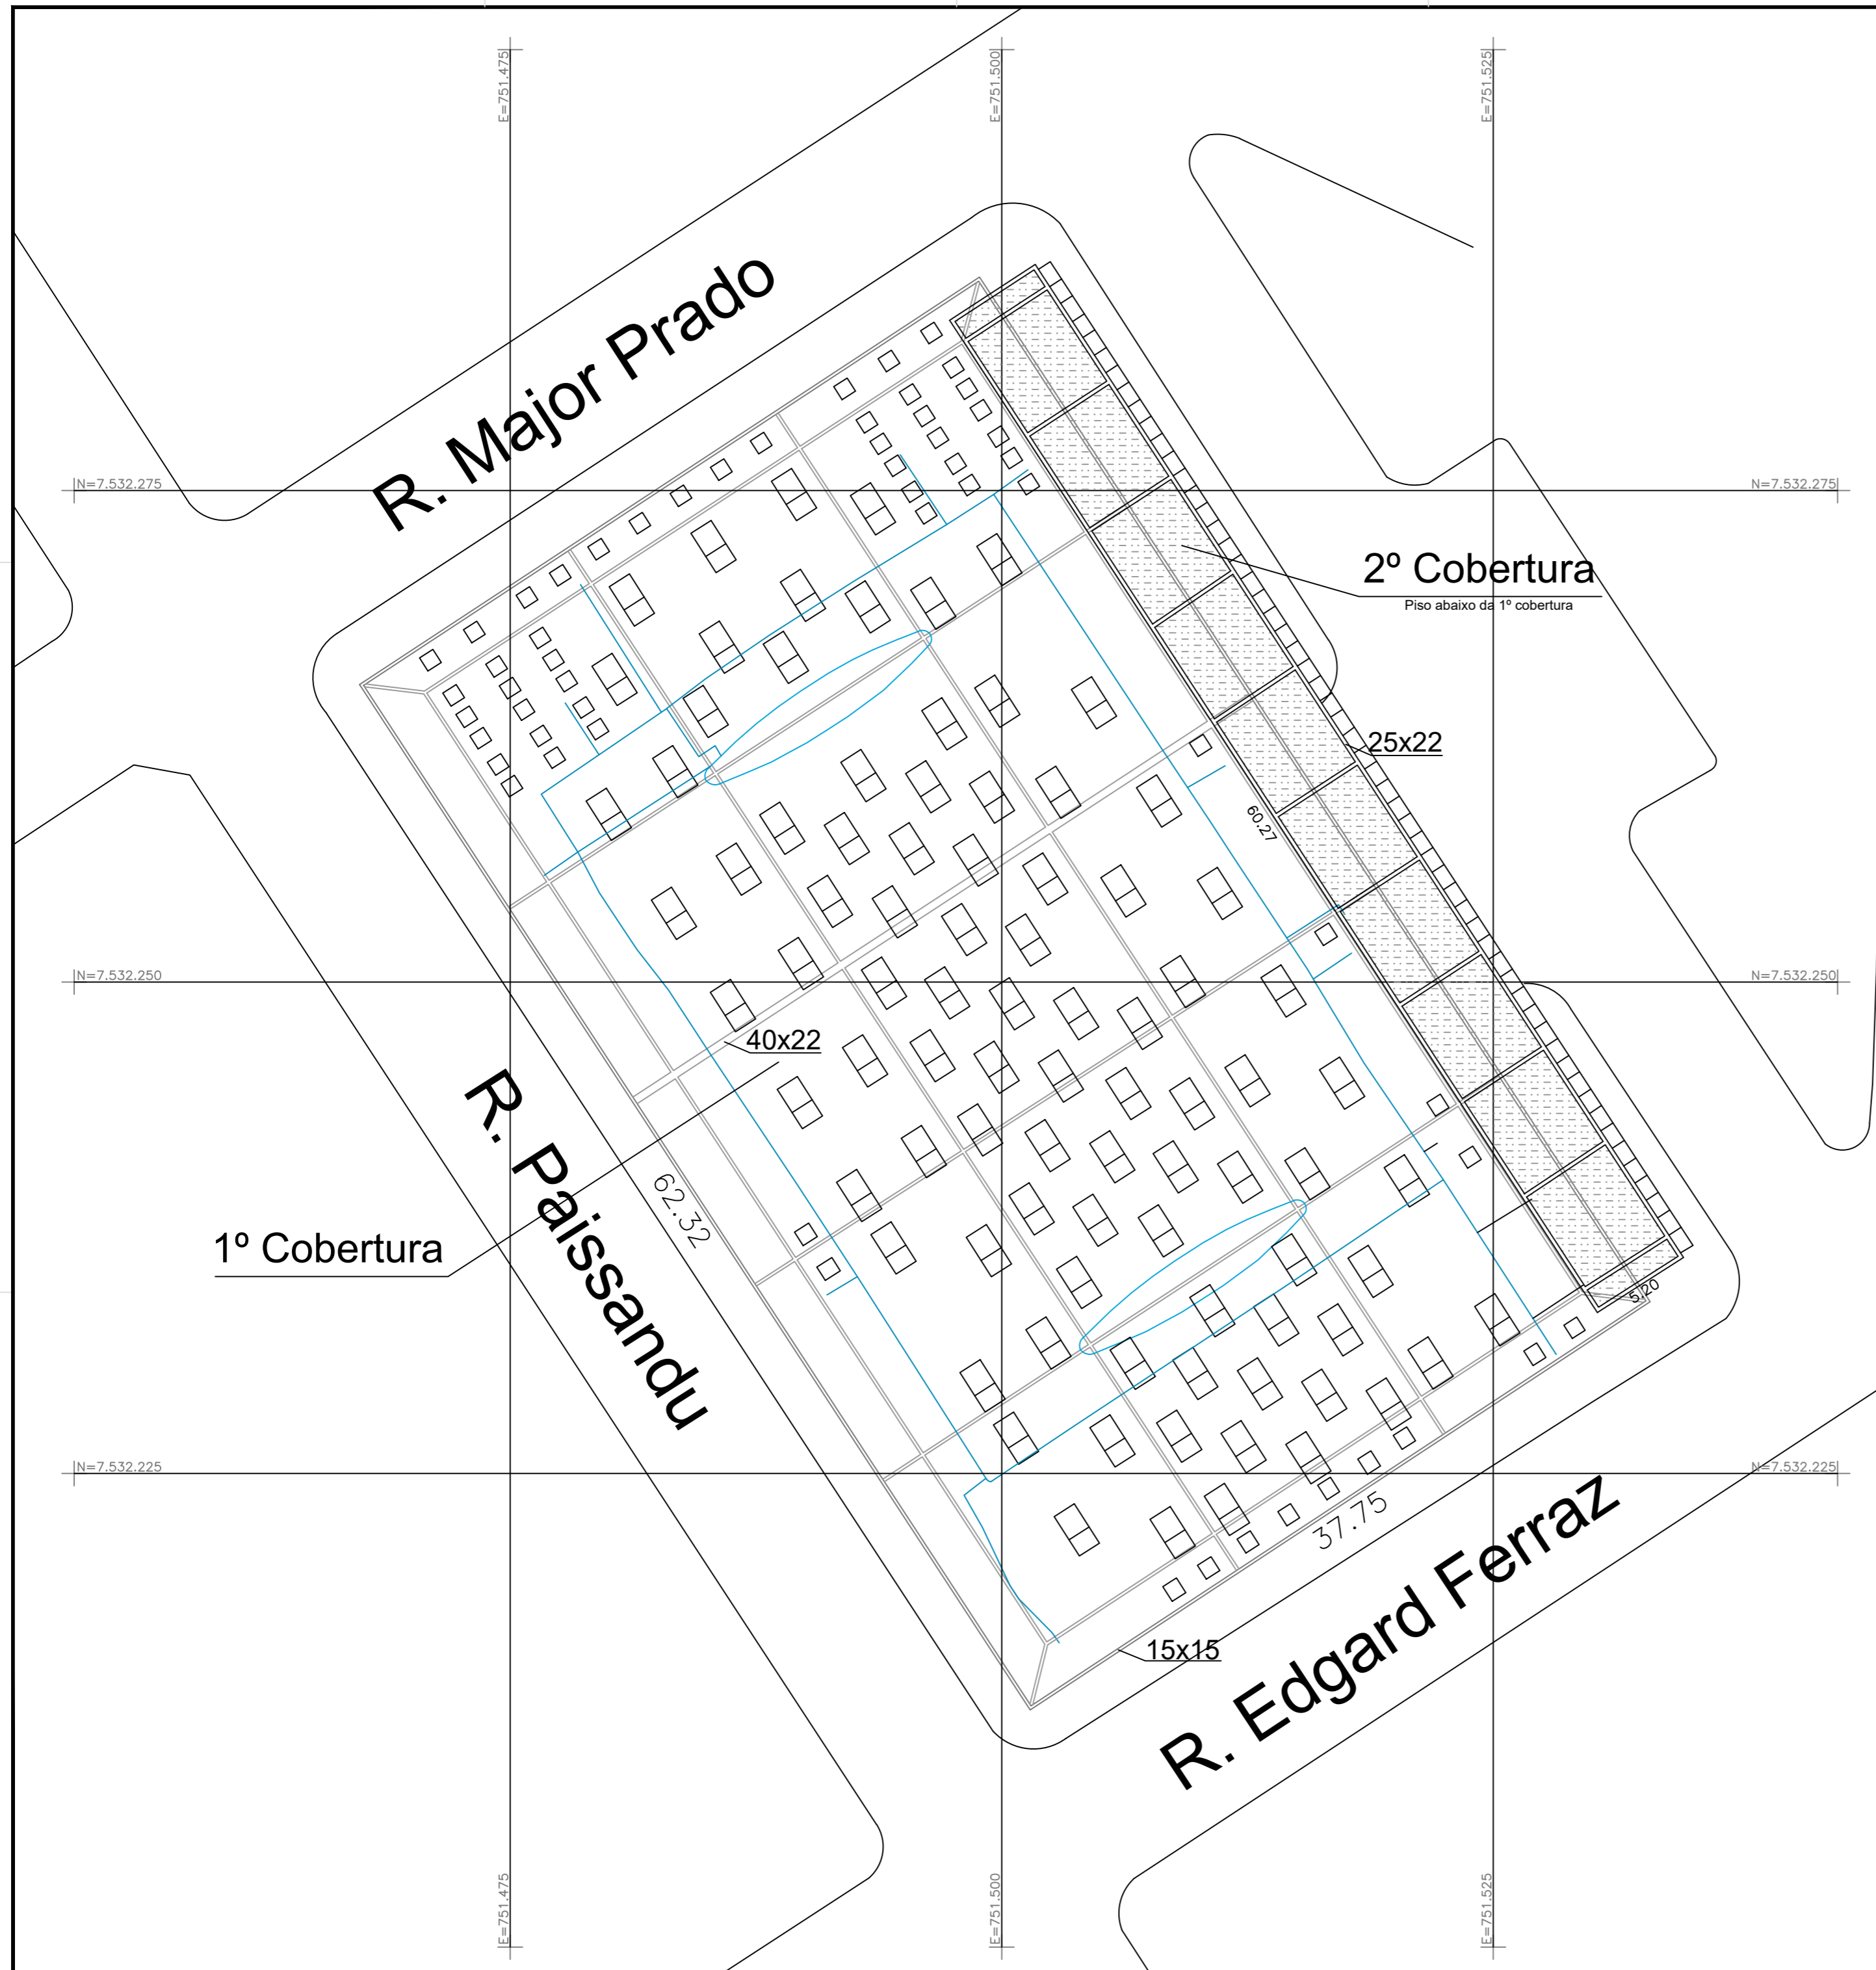 E=751.475
E=751.500
E=751.525
R. Major Prado
N=7.532.275
N=7.532.275
2º Cobertura
Piso abaixo da 1º cobertura
25x22
60.27
N=7.532.250
N=7.532.250
40x22
R. Paissandu
62.32
1º Cobertura
5.20
N=7.532.225
N=7.532.225
37.75
R. Edgard Ferraz
15x15
E=751.475
E=751.500
E=751.525